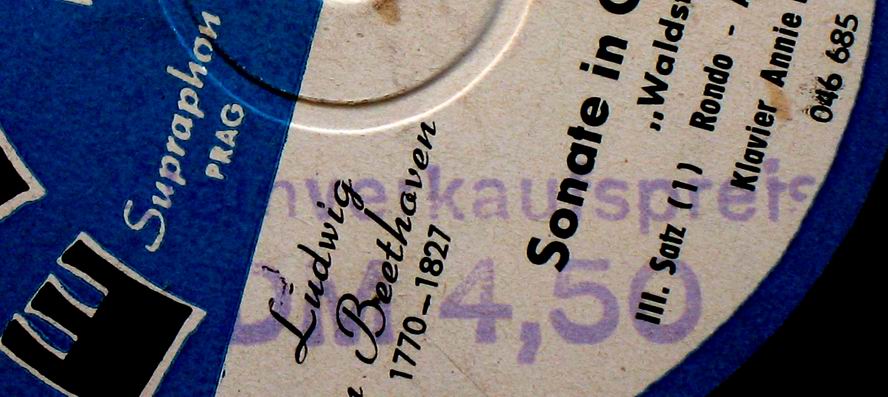 Supraphon
PRAG
Ludwig
Beethoven
1770–1827
Sonate in
„Walds
III. Satz (1) Rondo -
Klavier Annie
046 685
DM 4,50